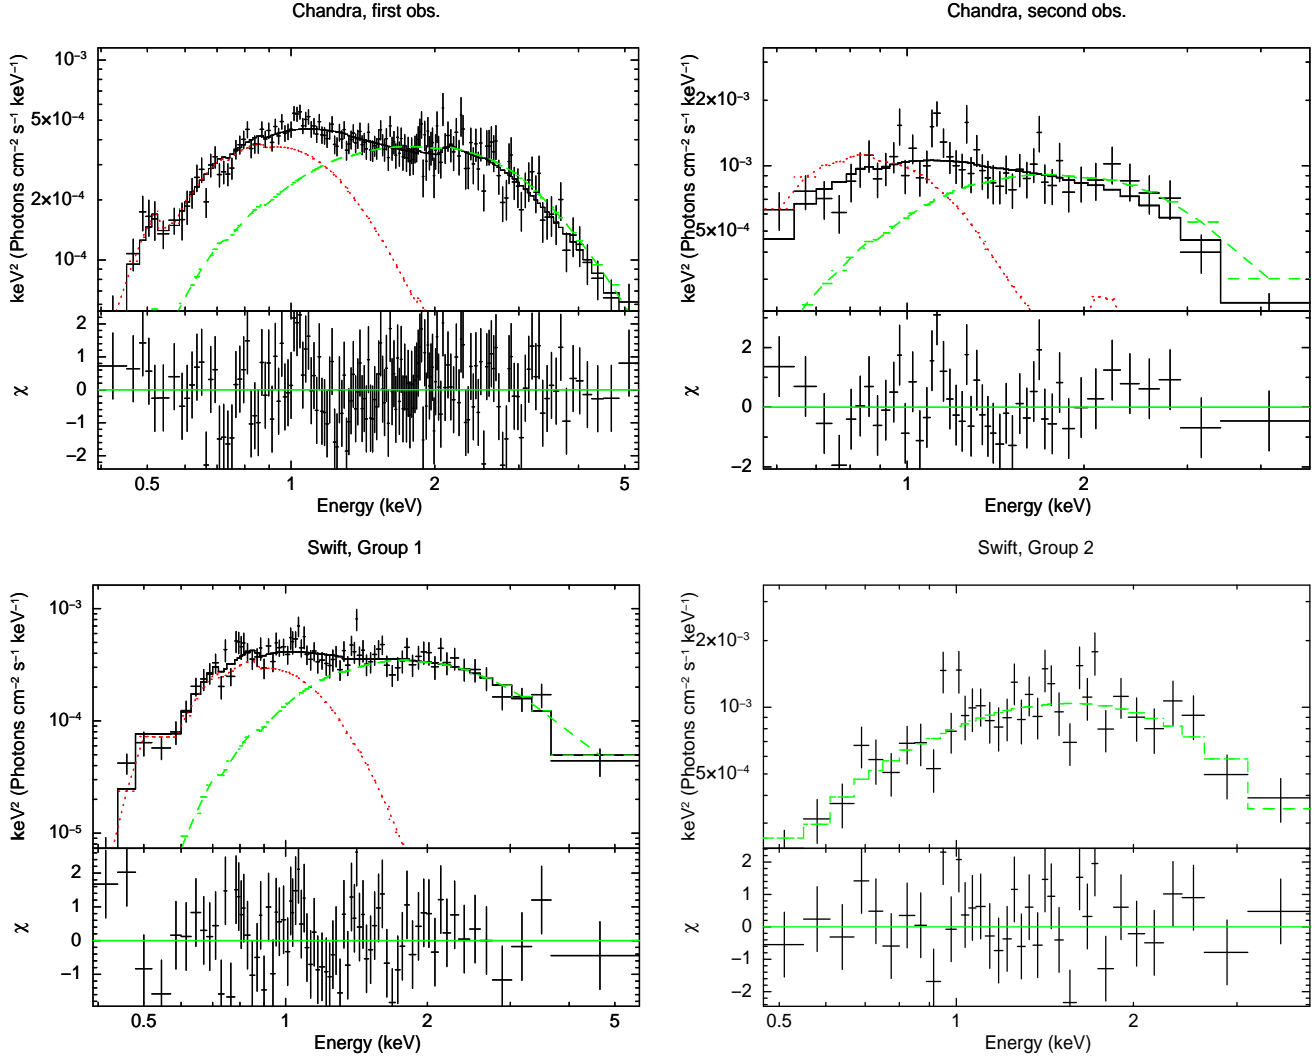 Chandra, first obs.
10⁻³
5×10⁻⁴
2×10⁻⁴
10⁻⁴
keV² (Photons cm⁻² s⁻¹ keV⁻¹)
2
1
0
−1
−2
χ
0.5 1 2 5
Energy (keV)
Chandra, second obs.
2×10⁻³
10⁻³
5×10⁻⁴
keV² (Photons cm⁻² s⁻¹ keV⁻¹)
2
0
−2
χ
1 2
Energy (keV)
Swift, Group 1
10⁻³
10⁻⁴
10⁻⁵
keV² (Photons cm⁻² s⁻¹ keV⁻¹)
2
1
0
−1
χ
0.5 1 2 5
Energy (keV)
Swift, Group 2
2×10⁻³
10⁻³
5×10⁻⁴
keV² (Photons cm⁻² s⁻¹ keV⁻¹)
2
1
0
−1
−2
χ
0.5 1 2
Energy (keV)